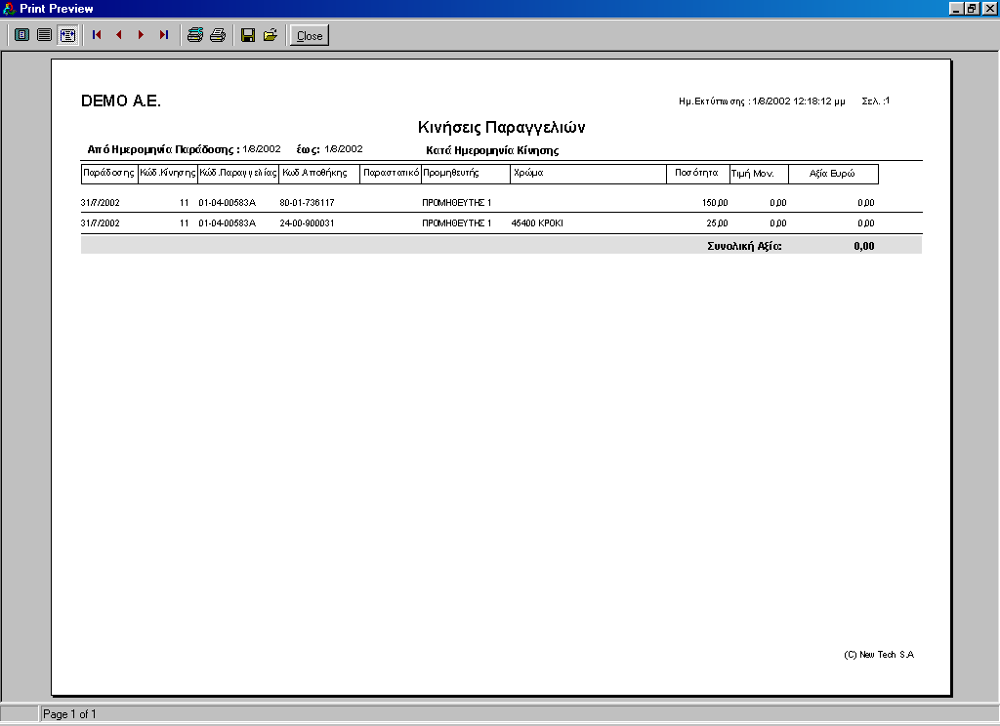 Print Preview
Close
DEMO A.E.
Ημ.Εκτύπωσης : 1/8/2002 12:18:12 μμ Σελ. :1
Κινήσεις Παραγγελιών
Από Ημερομηνία Παράδοσης : 1/8/2002 έως: 1/8/2002 Κατά Ημερομηνία Κίνησης
Παράδοσης Κώδ.Κίνησης Κώδ.Παραγγελίας Κωδ Αποθήκης Παραστατικό Προμηθευτής Χρώμα Ποσότητα Τιμή Μον. Αξία Ευρώ
31/7/2002 11 01-04-00583A 80-01-736117 ΠΡΟΜΗΘΕΥΤΗΣ 1 150,00 0,00 0,00
31/7/2002 11 01-04-00583A 24-00-900031 ΠΡΟΜΗΘΕΥΤΗΣ 1 45400 ΚΡΟΚΙ 25,00 0,00 0,00
Συνολική Αξία: 0,00
(C) New Tech S.A
Page 1 of 1